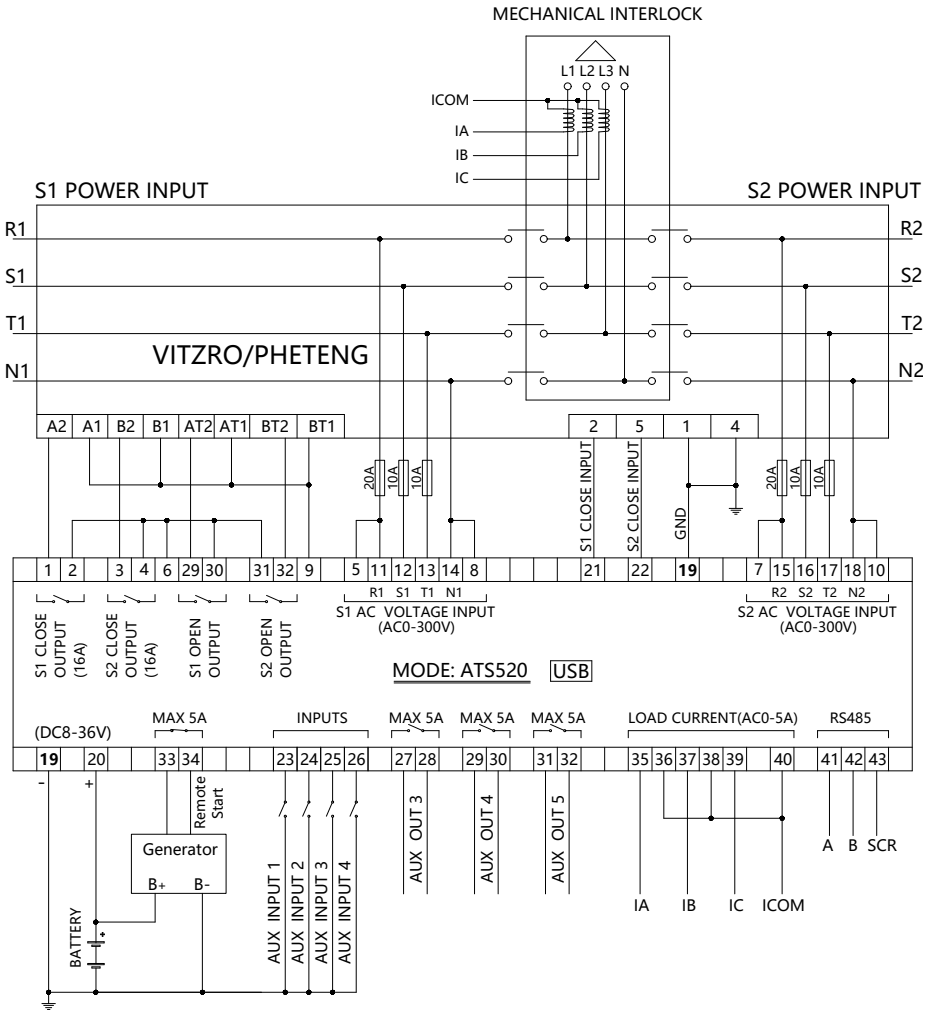 MECHANICAL INTERLOCK
L1 L2 L3 N
ICOM
IA
IB
IC
S1 POWER INPUT
S2 POWER INPUT
R1
R2
S1
S2
T1
T2
VITZRO/PHETENG
N1
N2
A2 A1 B2 B1 AT2 AT1 BT2 BT1
2 5 1 4
20A
10A
10A
S1 CLOSE INPUT
S2 CLOSE INPUT
GND
20A
10A
10A
1 2 3 4 6 29 30 31 32 9 5 11 12 13 14 8 21 22 19 7 15 16 17 18 10
R1 S1 T1 N1
R2 S2 T2 N2
S1 AC VOLTAGE INPUT
(AC0-300V)
S2 AC VOLTAGE INPUT
(AC0-300V)
S1 CLOSE
OUTPUT
(16A)
S2 CLOSE
OUTPUT
(16A)
S1 OPEN
OUTPUT
S2 OPEN
OUTPUT
MODE: ATS520
USB
(DC8-36V)
MAX 5A
INPUTS
MAX 5A
MAX 5A
MAX 5A
LOAD CURRENT(AC0-5A)
RS485
19 20 33 34 23 24 25 26 27 28 29 30 31 32 35 36 37 38 39 40 41 42 43
-
+
Remote
Start
Generator
B+ B-
BATTERY
+
AUX INPUT 1
AUX INPUT 2
AUX INPUT 3
AUX INPUT 4
AUX OUT 3
AUX OUT 4
AUX OUT 5
IA IB IC ICOM
A B SCR